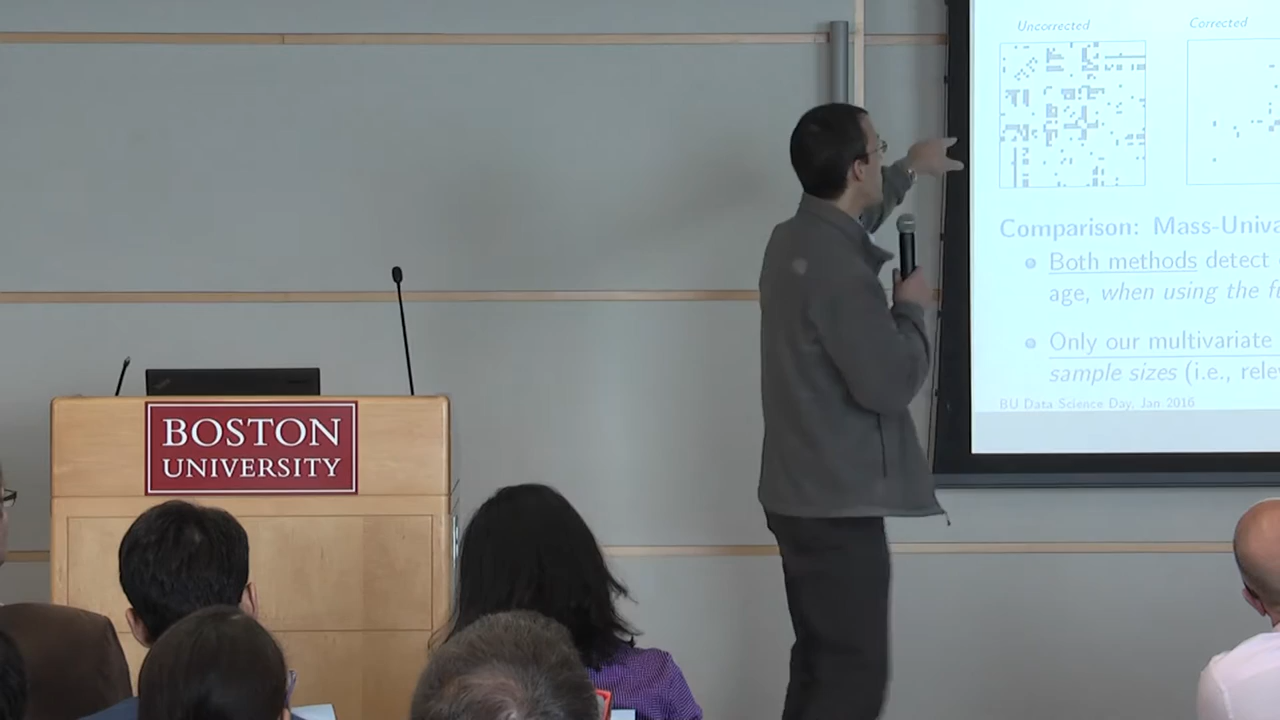 BOSTON
UNIVERSITY
Uncorrected
Corrected
Comparison: Mass-Univa
Both methods detect
age, when using the fu
Only our multivariate
sample sizes (i.e., rele
BU Data Science Day, Jan 2016